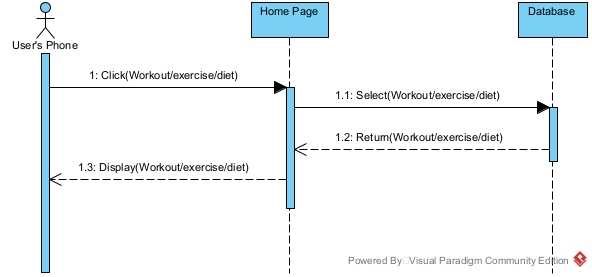 Home Page
Database
User's Phone
1: Click(Workout/exercise/diet)
1.1: Select(Workout/exercise/diet)
1.2: Return(Workout/exercise/diet)
1.3: Display(Workout/exercise/diet)
Powered By Visual Paradigm Community Edition